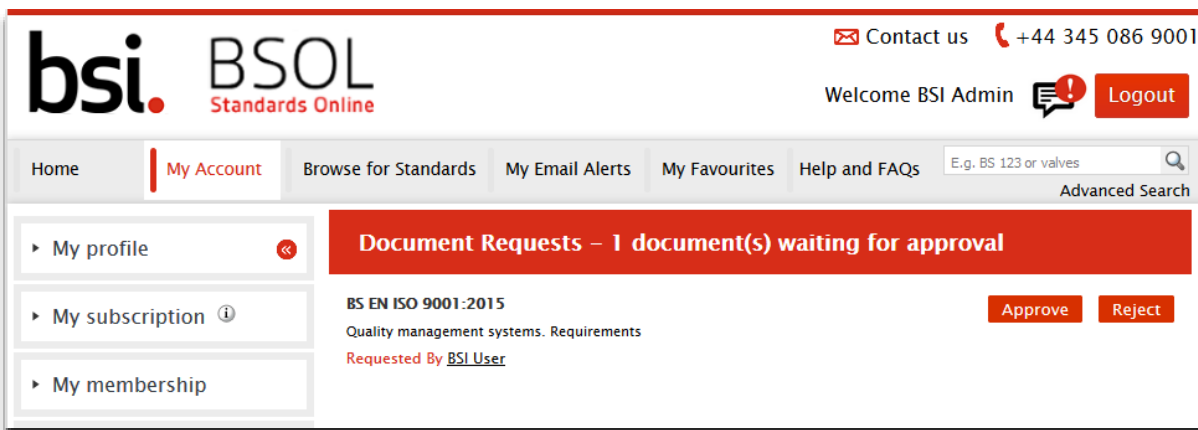 bsi.
BSOL
Standards Online
Contact us +44 345 086 9001
Welcome BSI Admin ! Logout
Home My Account Browse for Standards My Email Alerts My Favourites Help and FAQs E.g. BS 123 or valves
Advanced Search
My profile
My subscription i
My membership
Document Requests – 1 document(s) waiting for approval
BS EN ISO 9001:2015
Quality management systems. Requirements
Requested By BSI User
Approve Reject